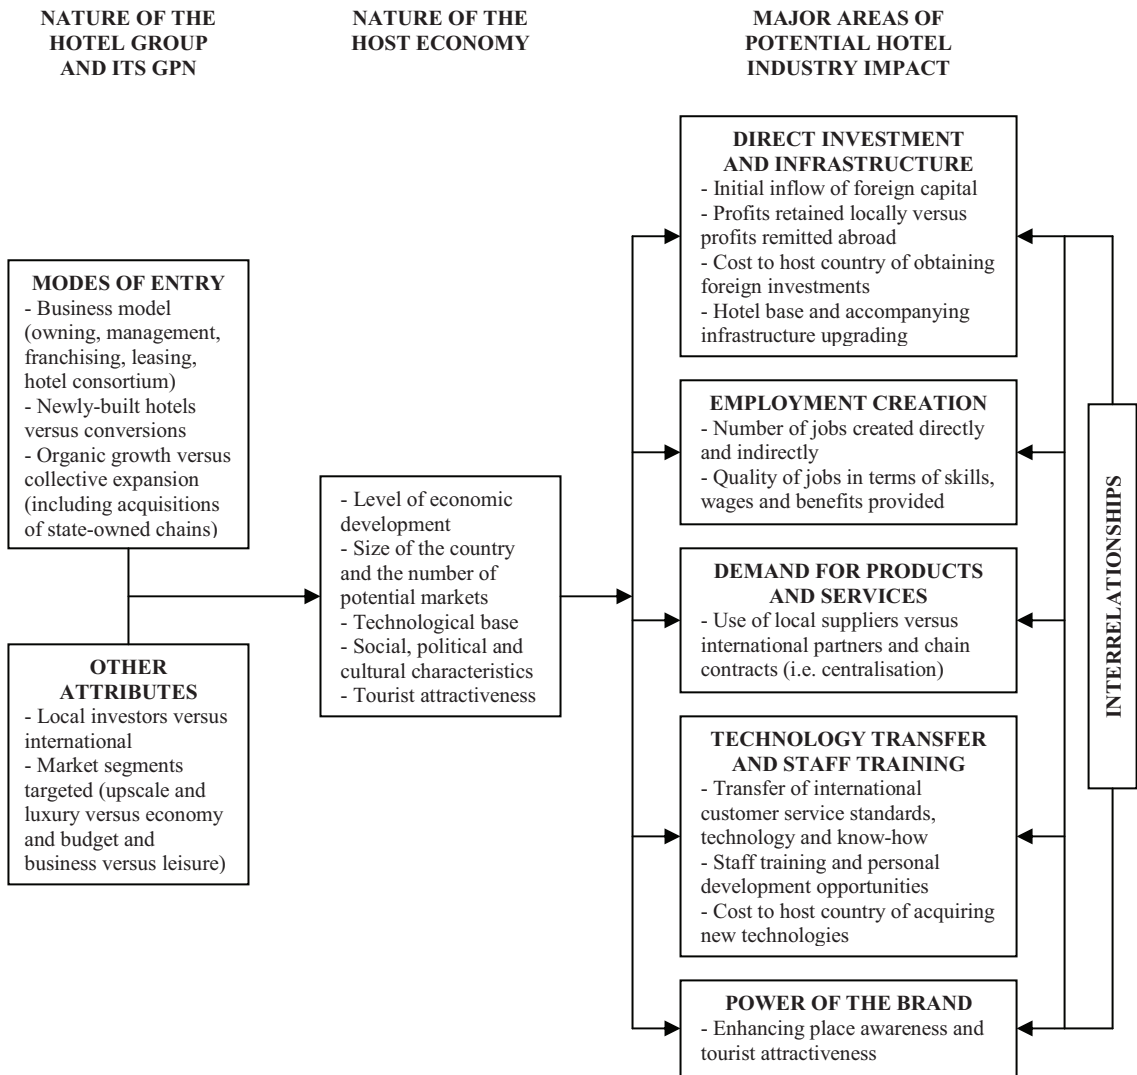 NATURE OF THE
HOTEL GROUP
AND ITS GPN
NATURE OF THE
HOST ECONOMY
MAJOR AREAS OF
POTENTIAL HOTEL
INDUSTRY IMPACT
MODES OF ENTRY
- Business model
(owning, management,
franchising, leasing,
hotel consortium)
- Newly-built hotels
versus conversions
- Organic growth versus
collective expansion
(including acquisitions
of state-owned chains)
OTHER
ATTRIBUTES
- Local investors versus
international
- Market segments
targeted (upscale and
luxury versus economy
and budget and
business versus leisure)
- Level of economic
development
- Size of the country
and the number of
potential markets
- Technological base
- Social, political and
cultural characteristics
- Tourist attractiveness
DIRECT INVESTMENT
AND INFRASTRUCTURE
- Initial inflow of foreign capital
- Profits retained locally versus
profits remitted abroad
- Cost to host country of obtaining
foreign investments
- Hotel base and accompanying
infrastructure upgrading
EMPLOYMENT CREATION
- Number of jobs created directly
and indirectly
- Quality of jobs in terms of skills,
wages and benefits provided
DEMAND FOR PRODUCTS
AND SERVICES
- Use of local suppliers versus
international partners and chain
contracts (i.e. centralisation)
TECHNOLOGY TRANSFER
AND STAFF TRAINING
- Transfer of international
customer service standards,
technology and know-how
- Staff training and personal
development opportunities
- Cost to host country of acquiring
new technologies
POWER OF THE BRAND
- Enhancing place awareness and
tourist attractiveness
INTERRELATIONSHIPS